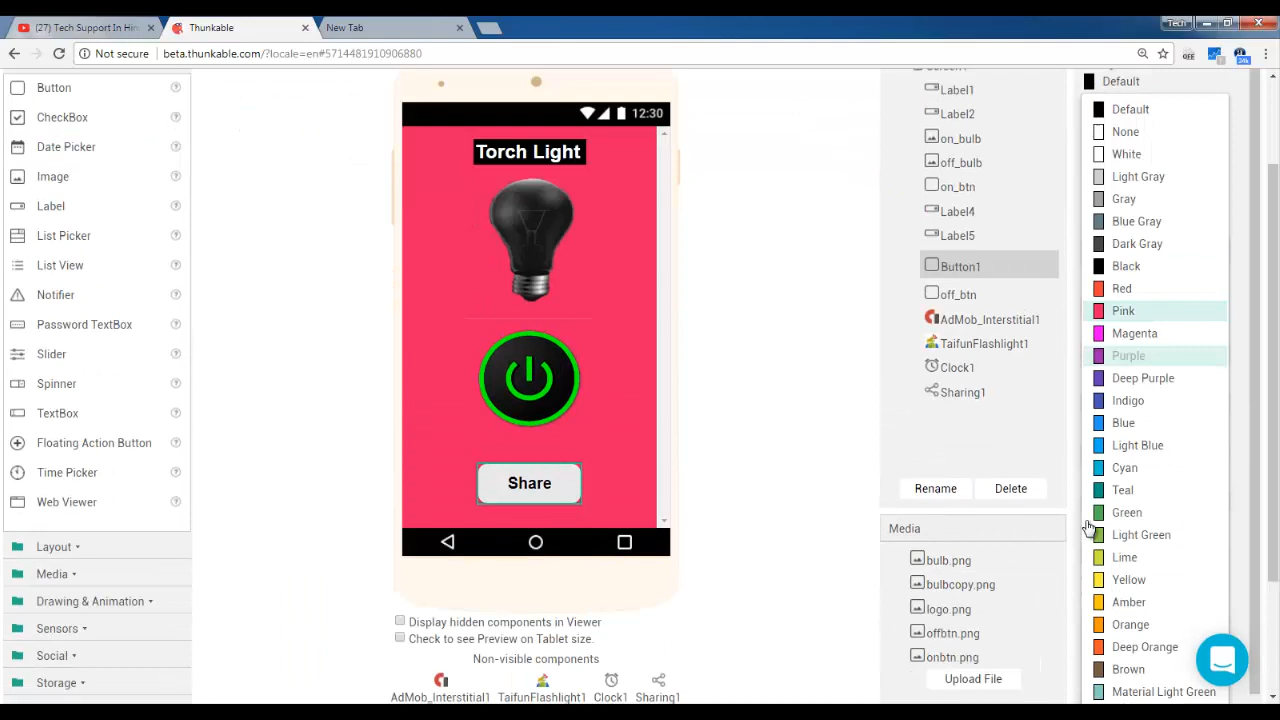 (27) Tech Support In Hin
Thunkable
New Tab
Tech
Not secure
beta.thunkable.com/?locale=en#5714481910906880
OFF
24k
Button
CheckBox
Date Picker
Image
Label
List Picker
List View
Notifier
Password TextBox
Slider
Spinner
TextBox
Floating Action Button
Time Picker
Web Viewer
Layout
Media
Drawing & Animation
Sensors
Social
Storage
12:30
Torch Light
Share
Display hidden components in Viewer
Check to see Preview on Tablet size.
Non-visible components
AdMob_Interstitial1
TaifunFlashlight1
Clock1
Sharing1
Label1
Label2
on_bulb
off_bulb
on_btn
Label4
Label5
Button1
off_btn
AdMob_Interstitial1
TaifunFlashlight1
Clock1
Sharing1
Rename
Delete
Media
bulb.png
bulbcopy.png
logo.png
offbtn.png
onbtn.png
Upload File
Default
Default
None
White
Light Gray
Gray
Blue Gray
Dark Gray
Black
Red
Pink
Magenta
Purple
Deep Purple
Indigo
Blue
Light Blue
Cyan
Teal
Green
Light Green
Lime
Yellow
Amber
Orange
Deep Orange
Brown
Material Light Green